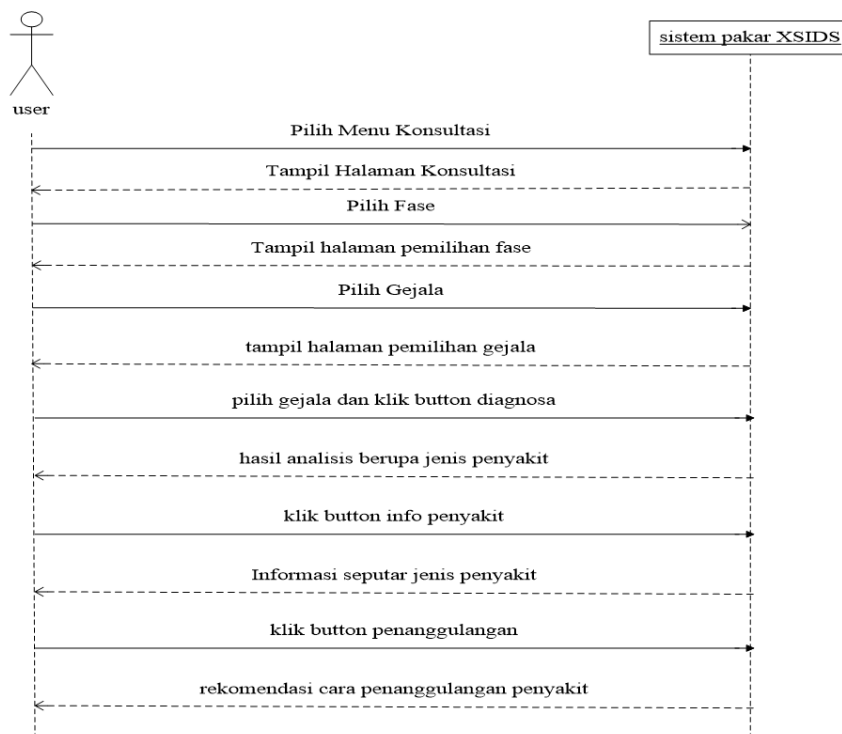 sistem pakar XSIDS
user
Pilih Menu Konsultasi
Tampil Halaman Konsultasi
Pilih Fase
Tampil halaman pemilihan fase
Pilih Gejala
tampil halaman pemilihan gejala
pilih gejala dan klik button diagnosa
hasil analisis berupa jenis penyakit
klik button info penyakit
Informasi seputar jenis penyakit
klik button penanggulangan
rekomendasi cara penanggulangan penyakit